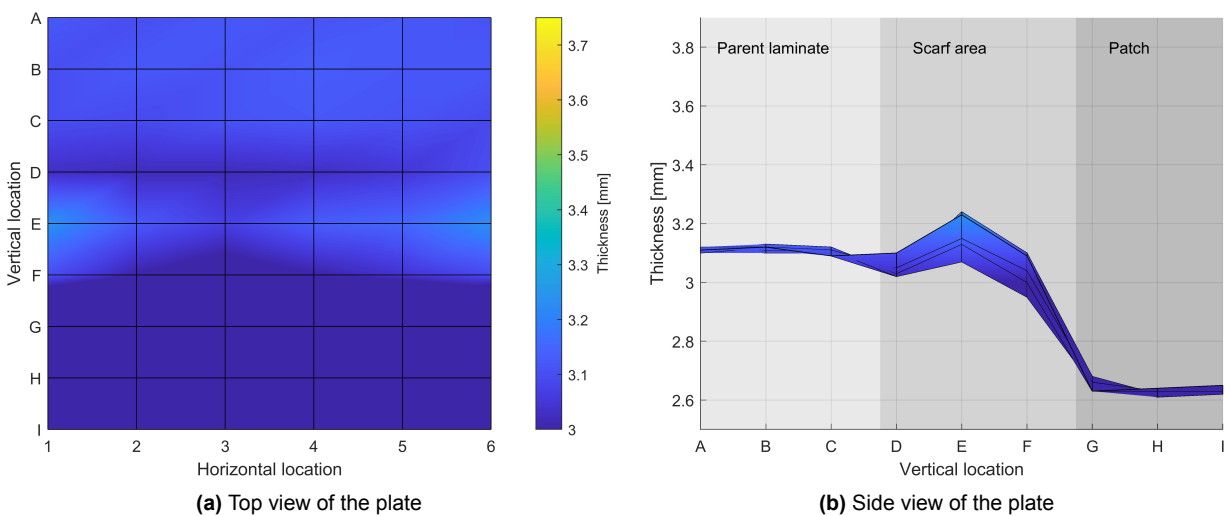 A
B
C
D
E
F
G
H
I
Vertical location
1 2 3 4 5 6
Horizontal location
3.7
3.6
3.5
3.4
3.3
3.2
3.1
3
Thickness [mm]
(a) Top view of the plate
Parent laminate Scarf area Patch
3.8
3.6
3.4
3.2
3
2.8
2.6
Thickness [mm]
A B C D E F G H I
Vertical location
(b) Side view of the plate